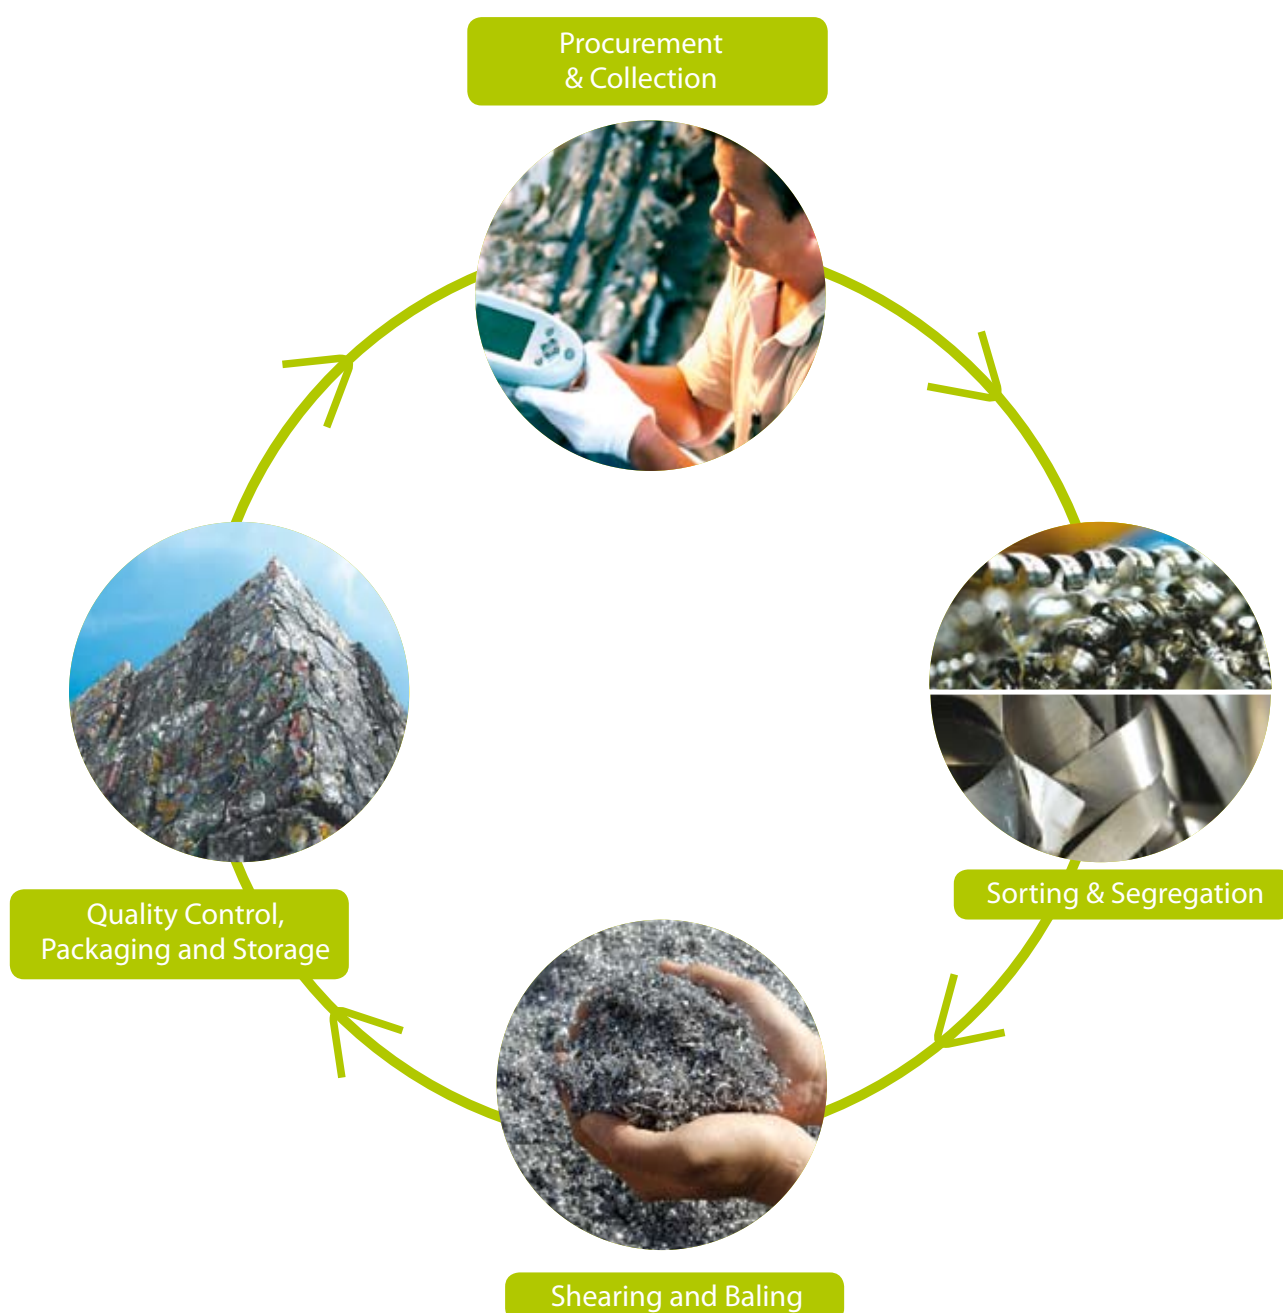 Procurement
& Collection
Sorting & Segregation
Quality Control,
Packaging and Storage
Shearing and Baling